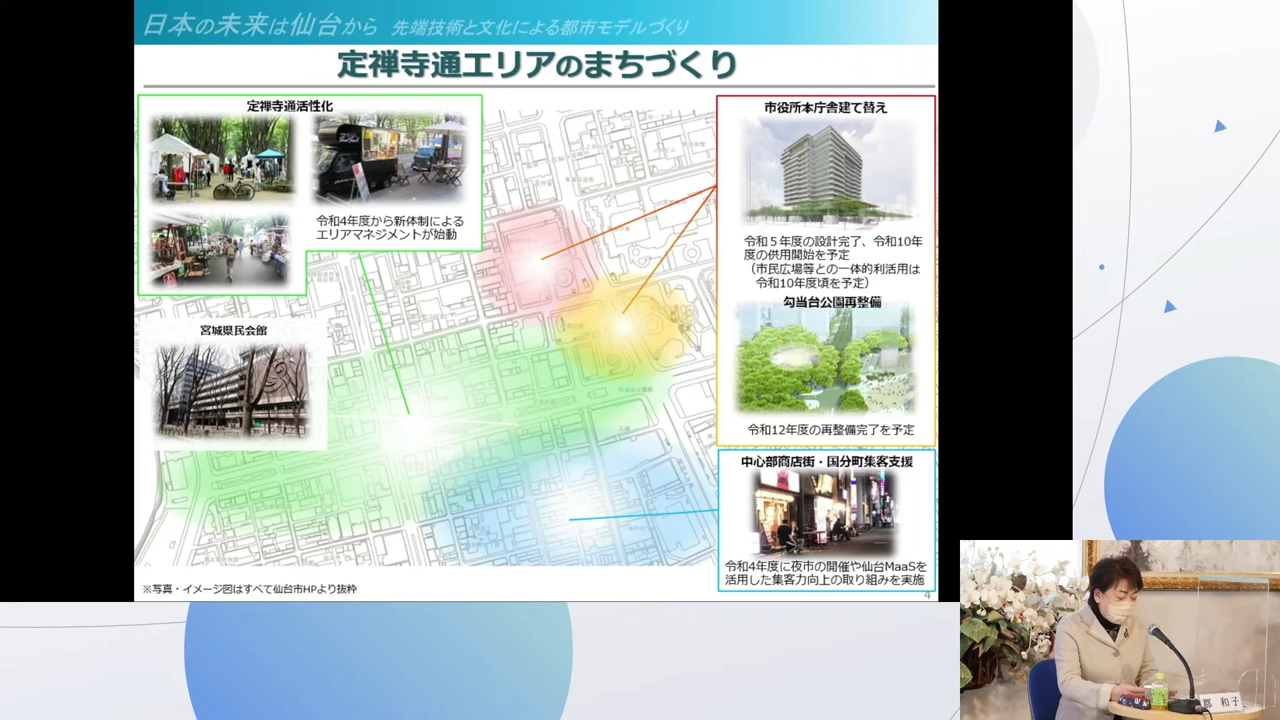 日本の未来は仙台から 先端技術と文化による都市モデルづくり
定禅寺通エリアのまちづくり
定禅寺通活性化
令和4年度から新体制による
エリアマネジメントが始動
宮城県民会館
市役所本庁舎建て替え
令和５年度の設計完了、令和10年
度の供用開始を予定
（市民広場等との一体的利活用は
令和10年度頃を予定）
勾当台公園再整備
令和12年度の再整備完了を予定
中心部商店街・国分町集客支援
令和4年度に夜市の開催や仙台MaaSを
活用した集客力向上の取り組みを実施
※写真・イメージ図はすべて仙台市HPより抜粋
4
郡 和子